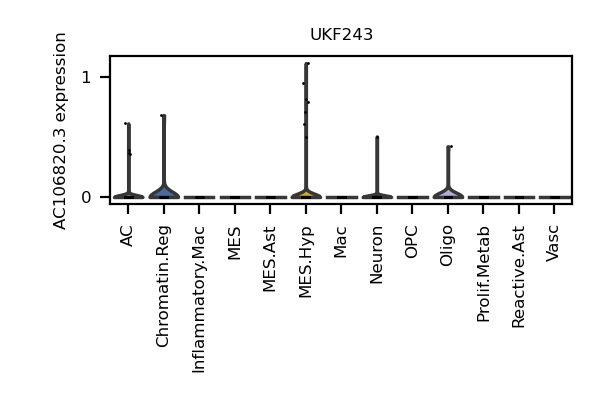 UKF243
AC106820.3 expression
1
0
AC
Chromatin.Reg
Inflammatory.Mac
MES
MES.Ast
MES.Hyp
Mac
Neuron
OPC
Oligo
Prolif.Metab
Reactive.Ast
Vasc